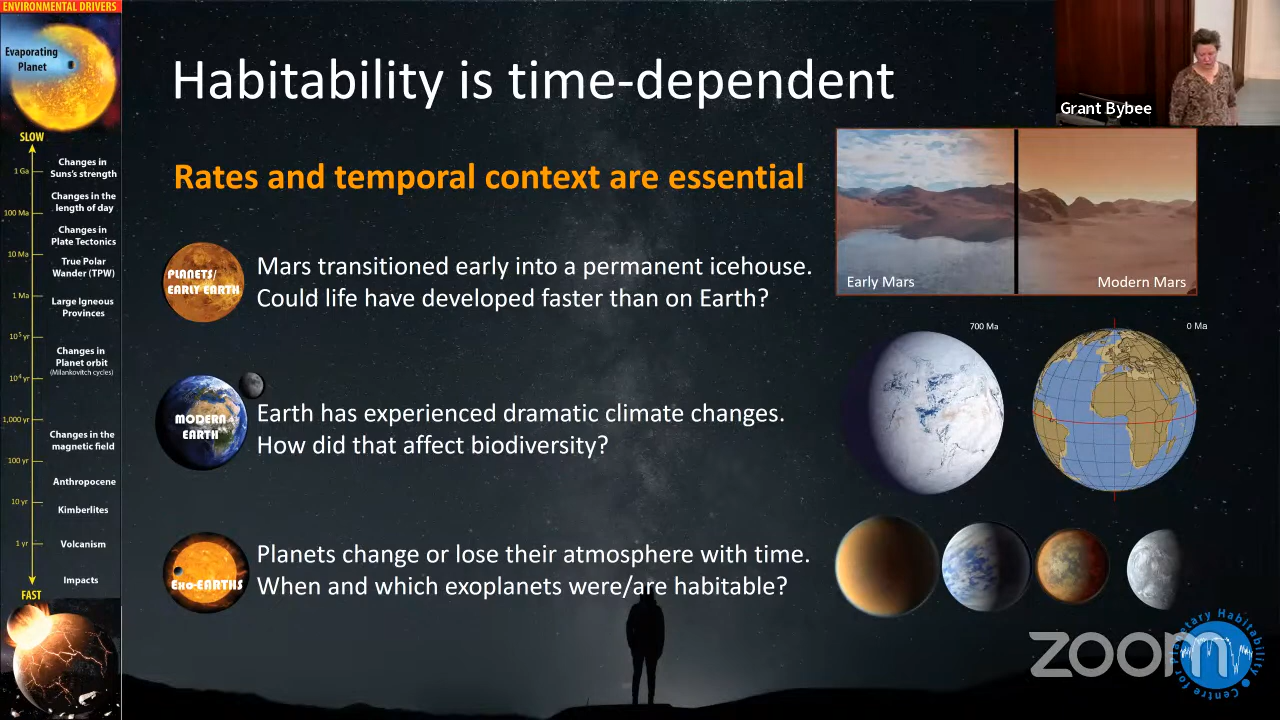 ENVIRONMENTAL DRIVERS
Evaporating
Planet
SLOW
1 Ga
Changes in
Suns's strength
Changes in the
length of day
100 Ma
Changes in
Plate Tectonics
10 Ma
True Polar
Wander (TPW)
1 Ma
Large Igneous
Provinces
10⁵ yr
Changes in
Planet orbit
(Milankovitch cycles)
10⁴ yr
1,000 yr
Changes in the
magnetic field
100 yr
Anthropocene
10 yr
Kimberlites
1 yr
Volcanism
Impacts
FAST
Habitability is time-dependent
Rates and temporal context are essential
PLANETS/
EARLY EARTH
Mars transitioned early into a permanent icehouse.
Could life have developed faster than on Earth?
MODERN
EARTH
Earth has experienced dramatic climate changes.
How did that affect biodiversity?
Exo-EARTHS
Planets change or lose their atmosphere with time.
When and which exoplanets were/are habitable?
Grant Bybee
Early Mars
Modern Mars
700 Ma
0 Ma
zoom
Centre for Planetary Habitability